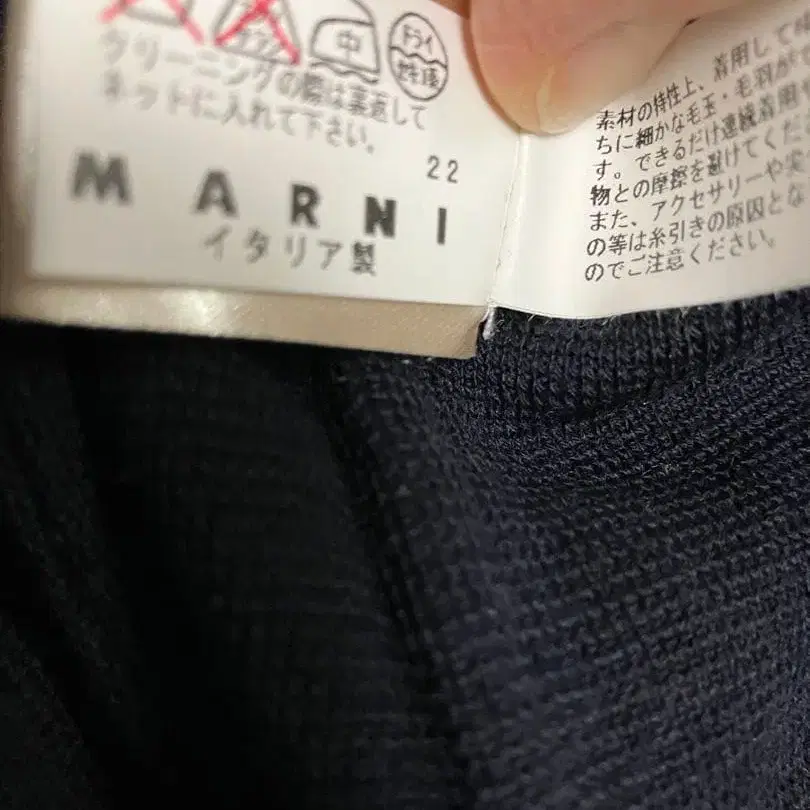 中
ドライ
クリーニングの際は裏返して
ネットに入れて下さい。
22
MARNI
イタリア製
素材の特性上、着用して
ちに細かな毛玉・毛羽が
す。できるだけ連続着用
物との摩擦を避けてくだ
また、アクセサリーや
の等は糸引きの原因とな
のでご注意ください。